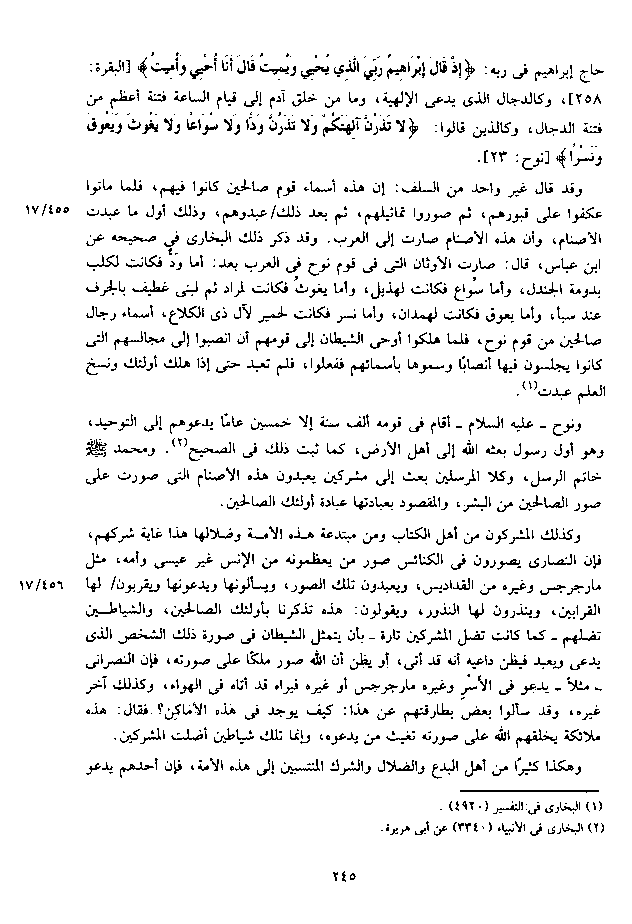 حاج إبراهيم فى ربه: ﴿إِذْ قَالَ إِبْرَاهِيمُ رَبِّيَ الَّذِي يُحْيِي وَيُمِيتُ قَالَ أَنَا أُحْيِي وَأُمِيتُ﴾ [البقرة:
٢٥٨]، وكالدجال الذى يدعى الإلهية، وما من خلق آدم إلى قيام الساعة فتنة أعظم من
فتنة الدجال، وكالذين قالوا: ﴿لا تَذَرُنَّ آلِهَتَكُمْ وَلا تَذَرُنَّ وَدًّا وَلا سُوَاعًا وَلا يَغُوثَ وَيَعُوقَ
وَنَسْرًا﴾ [نوح: ٢٣].
وقد قال غير واحد من السلف: إن هذه أسماء قوم صالحين كانوا فيهم، فلما ماتوا
عكفوا على قبورهم، ثم صوروا تماثيلهم، ثم بعد ذلك/عبدوهم، وذلك أول ما عبدت
١٧/٤٥٥
الأصنام، وأن هذه الأصنام صارت إلى العرب. وقد ذكر ذلك البخارى فى صحيحه عن
ابن عباس، قال: صارت الأوثان التى فى قوم نوح فى العرب بعد: أما وَدٌّ فكانت لكلب
بدومة الجندل، وأما سُواع فكانت لهذيل، وأما يغوثُ فكانت لمراد ثم لبنى غطيف بالجرف
عند سبأ، وأما يعوق فكانت لهمدان، وأما نسر فكانت لحمير لآل ذى الكلاع، أسماء رجال
صالحين من قوم نوح، فلما هلكوا أوحى الشيطان إلى قومهم أن انصبوا إلى مجالسهم التى
كانوا يجلسون فيها أنصابًا وسموها بأسمائهم ففعلوا، فلم تعبد حتى إذا هلك أولئك ونسخ
العلم عبدت(١).
ونوح ـ عليه السلام ـ أقام فى قومه ألف سنة إلا خمسين عامًا يدعوهم إلى التوحيد،
وهو أول رسول بعثه الله إلى أهل الأرض، كما ثبت ذلك فى الصحيح(٢). ومحمد ﷺ
خاتم الرسل، وكلا المرسلين بعث إلى مشركين يعبدون هذه الأصنام التى صورت على
صور الصالحين من البشر، والمقصود بعبادتها عبادة أولئك الصالحين.
وكذلك المشركون من أهل الكتاب ومن مبتدعة هـذه الأمـة وضلالها هذا غاية شركهم،
فإن النصارى يصورون فى الكنائس صور من يعظمونه من الإنس غير عيسى وأمه، مثل
مارجرجس وغيره من القداديس، ويعبدون تلك الصور، ويسألونها ويدعونها ويقربون/ لها
١٧/٤٥٦
القرابين، وينذرون لها النذور، ويقولون: هذه تذكرنا بأولئك الصالحين، والشياطـين
تضلهـم ـ كما كانت تضل المشركين تارة ـ بأن يتمثل الشيطان فى صورة ذلك الشخص الذى
يدعى ويعبد فيظن داعيه أنه قد أتى، أو يظن أن الله صور ملكًا على صورته، فإن النصرانى
ـ مثلاً ـ يدعو فى الأسْرِ وغيره مارجرجس أو غيره فيراه قد أتاه فى الهواء، وكذلك آخر
غيره، وقد سألوا بعض بطارقتهم عن هذا: كيف يوجد فى هذه الأماكن؟ فقال: هذه
ملائكة يخلقهم الله على صورته تغيث من يدعوه، وإنما تلك شياطين أضلت المشركين.
وهكذا كثيرًا من أهل البدع والضلال والشرك المنتسبين إلى هذه الأمة، فإن أحدهم يدعو
(١) البخارى فى التفسير (٤٩٢٠) .
(٢) البخارى فى الأنبياء (٣٣٤٠) عن أبى هريرة.
٢٤٥